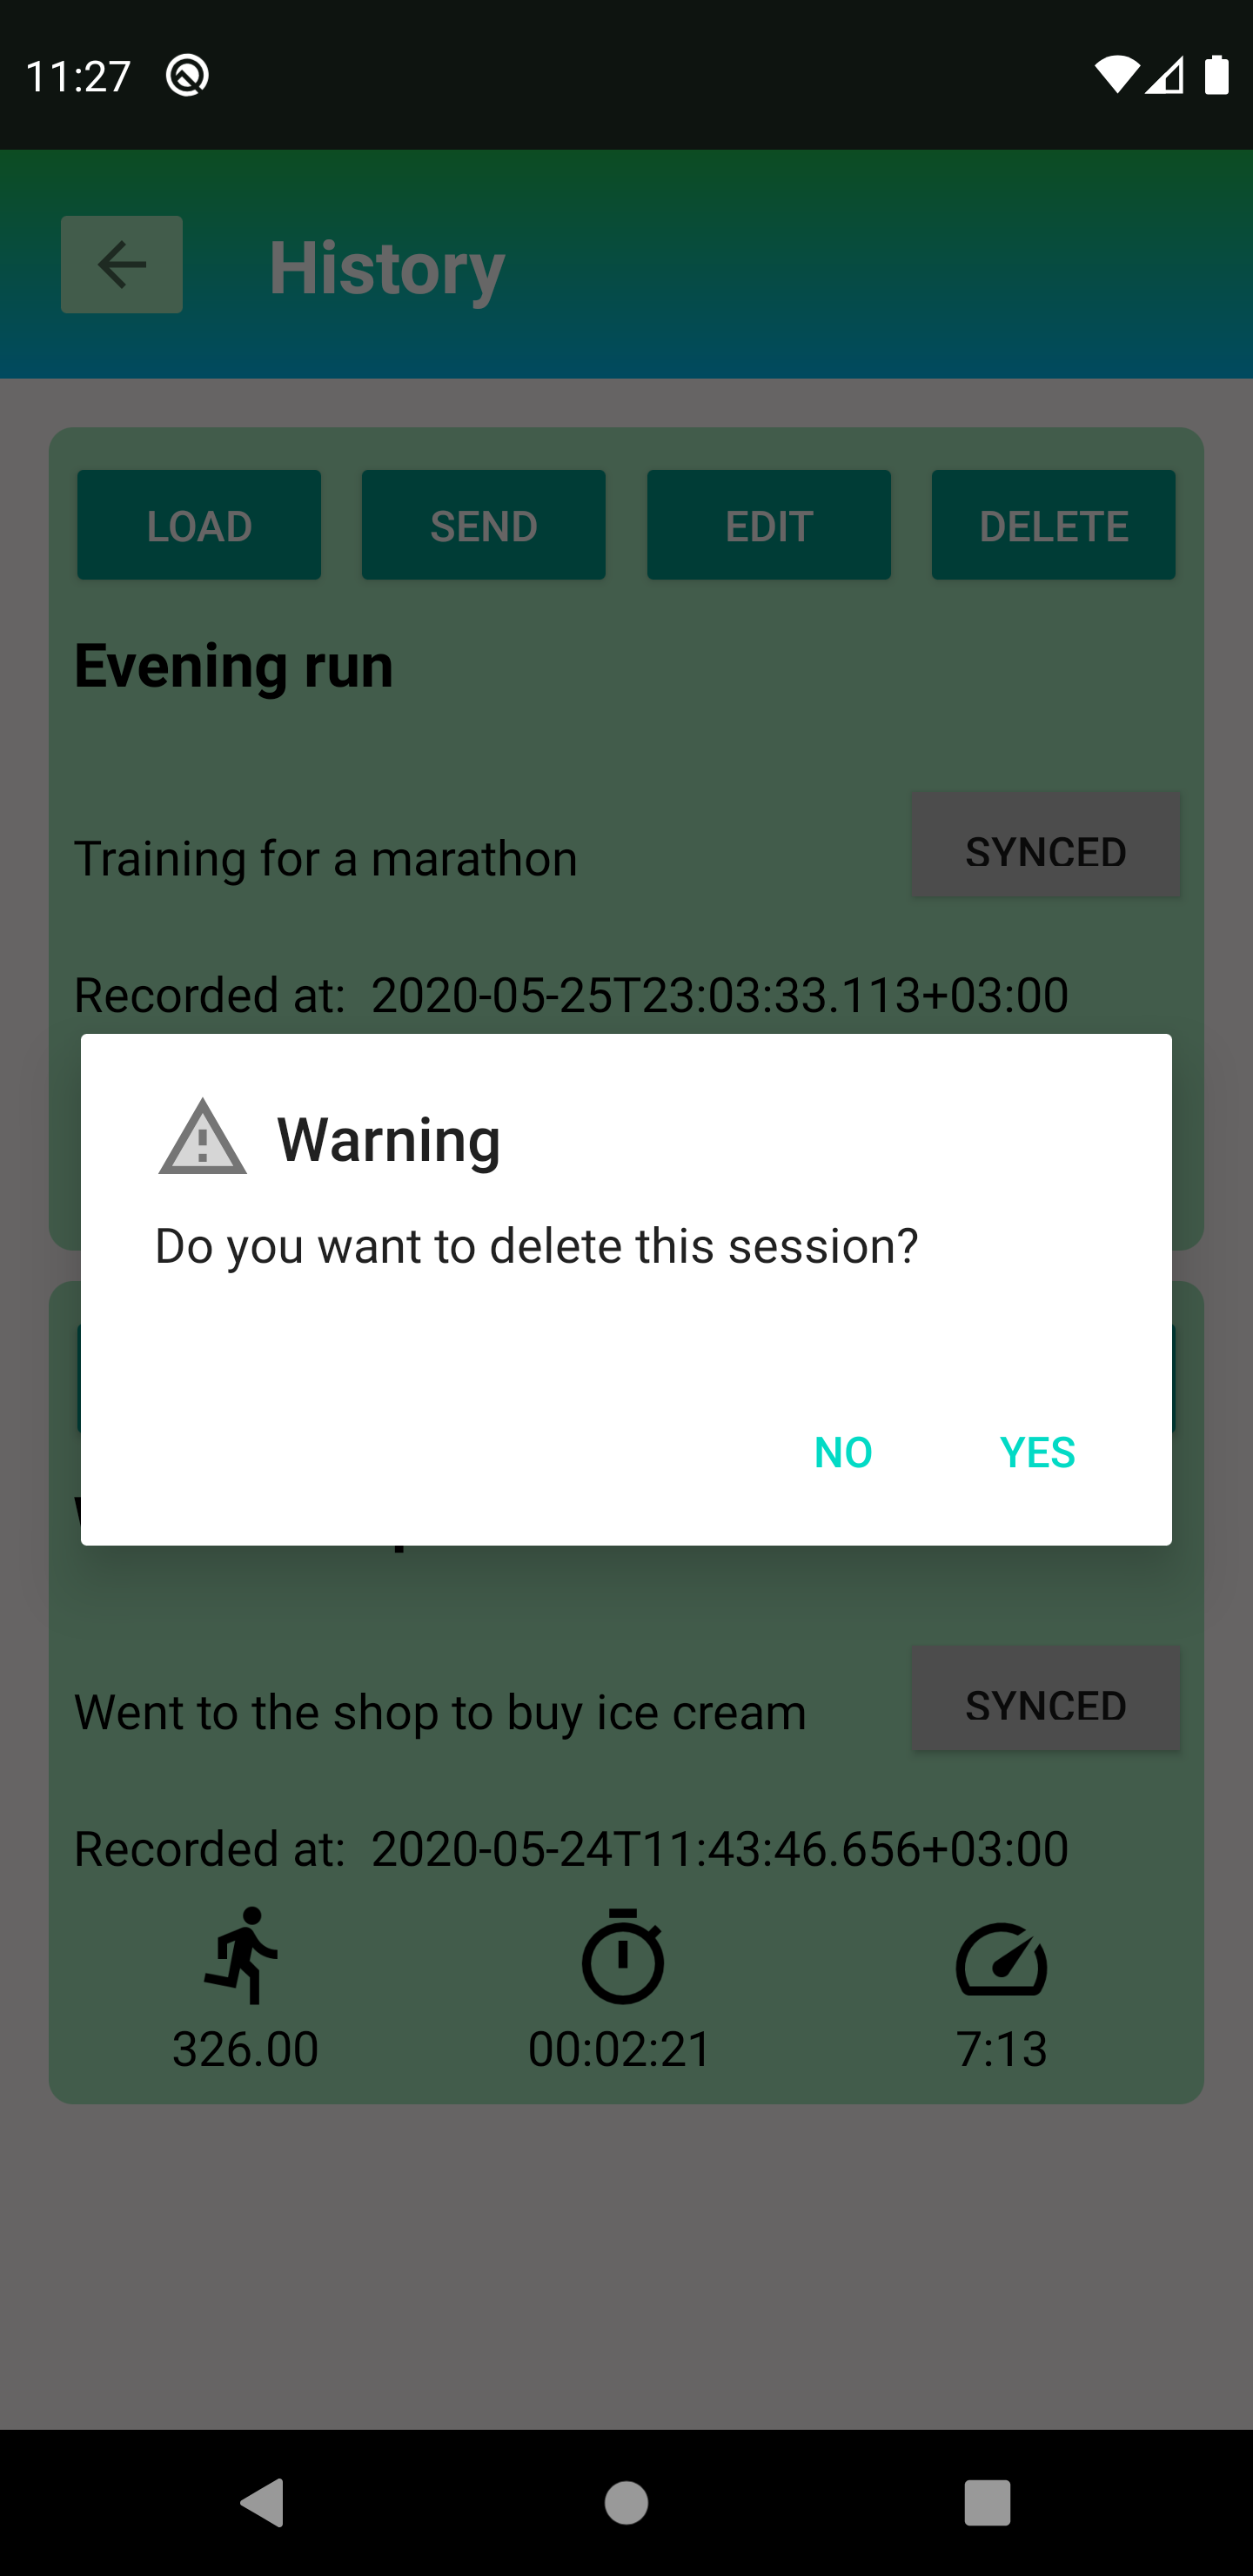 11:27
History
LOAD SEND EDIT DELETE
Evening run
Training for a marathon
SYNCED
Recorded at: 2020-05-25T23:03:33.113+03:00
Warning
Do you want to delete this session?
NO YES
Went to the shop to buy ice cream
SYNCED
Recorded at: 2020-05-24T11:43:46.656+03:00
326.00 00:02:21 7:13